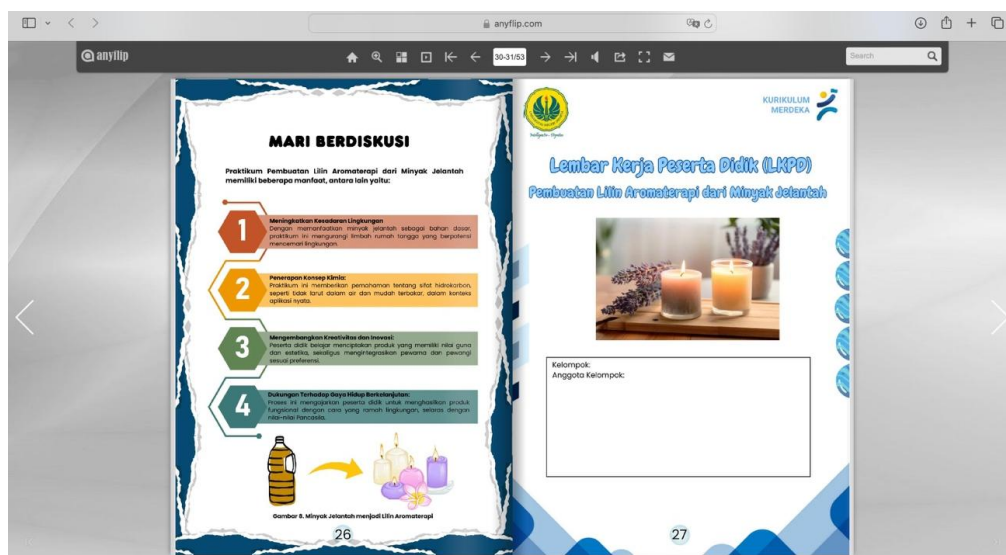 anyflip.com
anyflip
30-31/53
Search
MARI BERDISKUSI
Praktikum Pembuatan Lilin Aromaterapi dari Minyak Jelantah
memiliki beberapa manfaat, antara lain yaitu:
1
Meningkatkan Kesadaran Lingkungan
Dengan memanfaatkan minyak jelantah sebagai bahan dasar,
praktikum ini mengurangi limbah rumah tangga yang berpotensi
mencemari lingkungan.
2
Penerapan Konsep Kimia:
Praktikum ini memberikan pemahaman tentang sifat hidrokarbon,
seperti tidak larut dalam air dan mudah terbakar, dalam konteks
aplikasi nyata.
3
Mengembangkan Kreativitas dan Inovasi:
Peserta didik belajar menciptakan produk yang memiliki nilai guna
dan estetika, sekaligus mengintegrasikan pewarna dan pewangi
sesuai preferensi.
4
Dukungan Terhadap Gaya Hidup Berkelanjutan:
Proses ini mengajarkan peserta didik untuk menghasilkan produk
fungsional dengan cara yang ramah lingkungan, selaras dengan
nilai-nilai Pancasila.
Gambar 8. Minyak Jelantah menjadi Lilin Aromaterapi
26
KURIKULUM
MERDEKA
Lembar Kerja Peserta Didik (LKPD)
Pembuatan Lilin Aromaterapi dari Minyak Jelantah
Kelompok:
Anggota Kelompok:
27